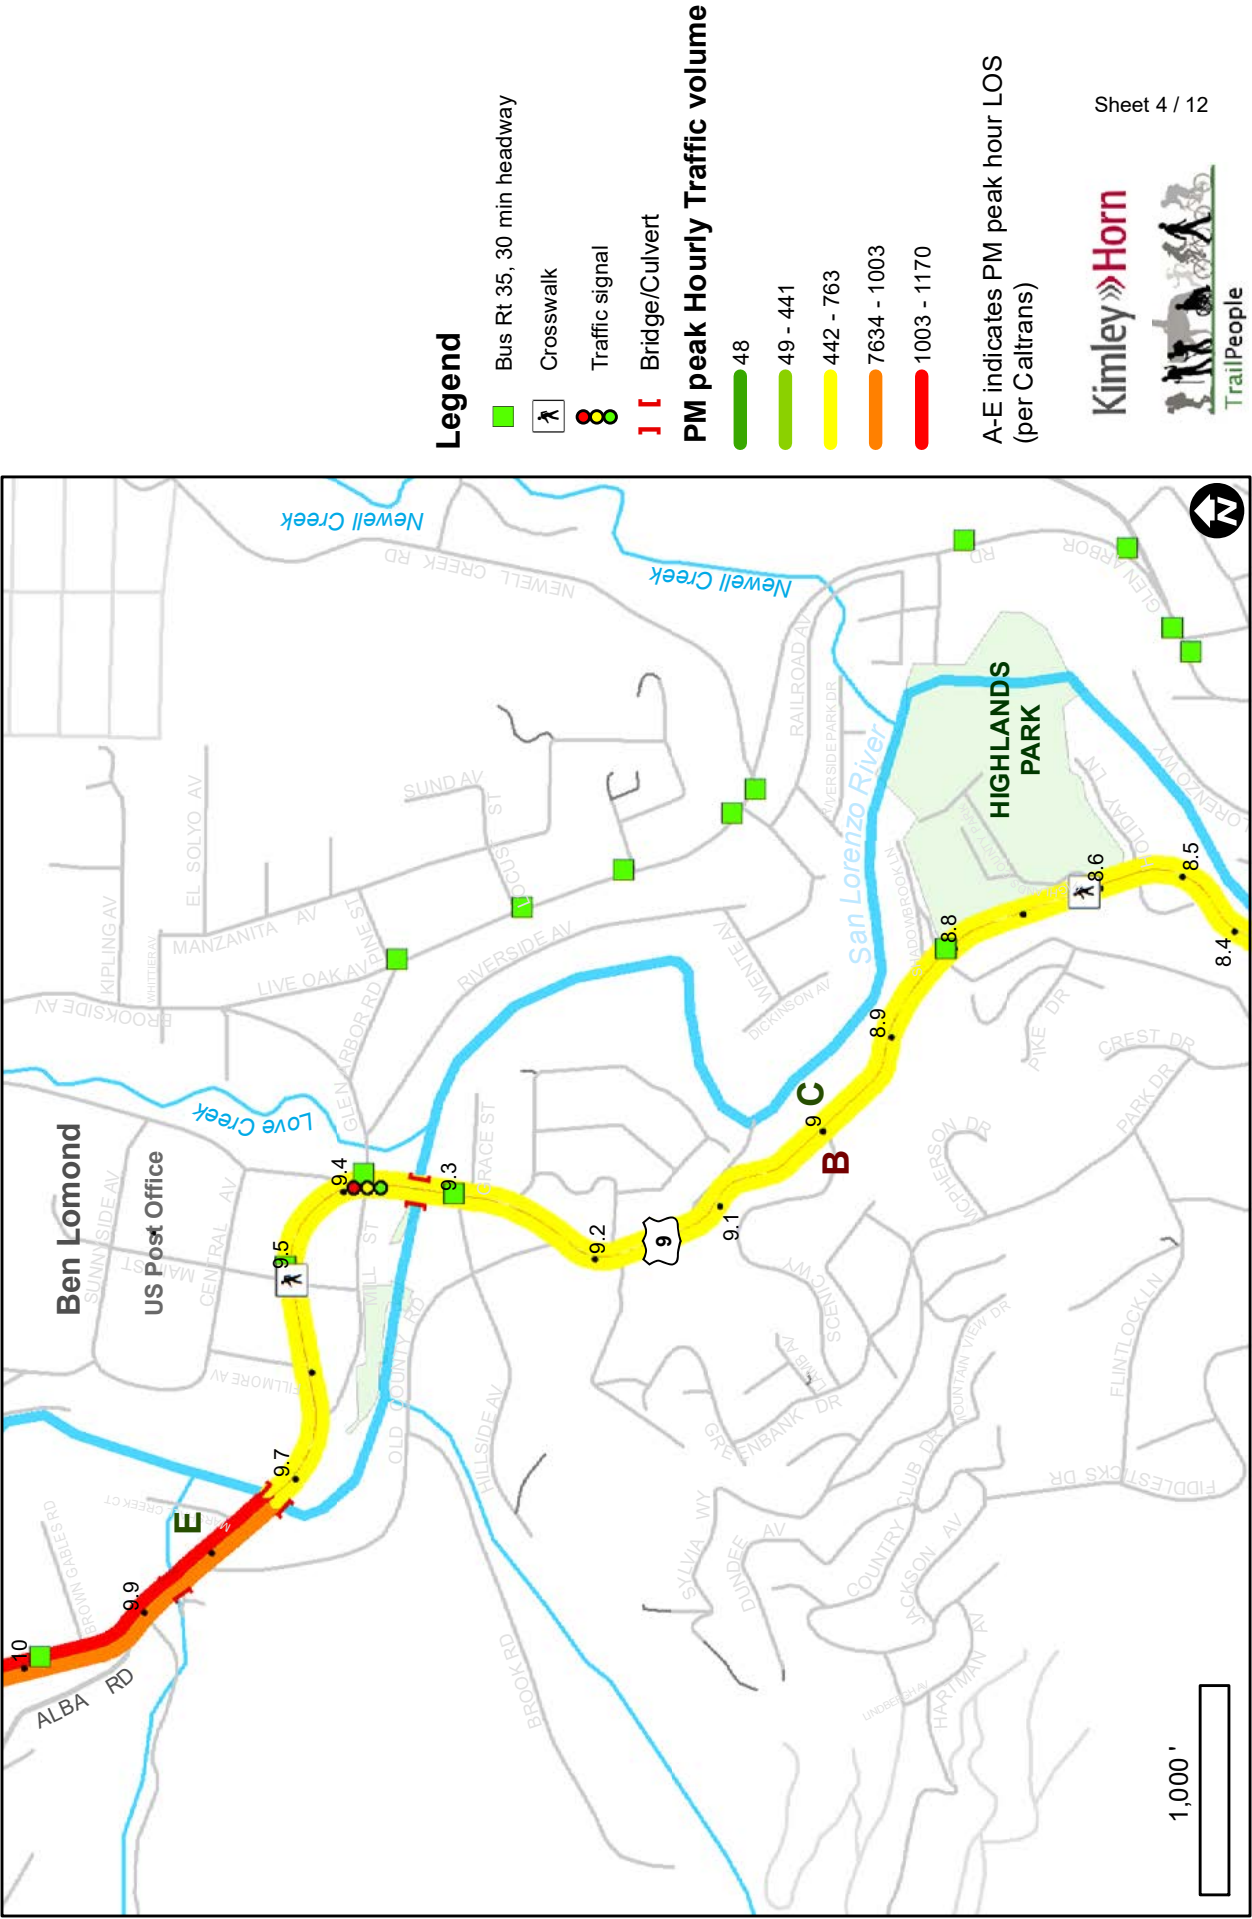 Legend
Bus Rt 35, 30 min headway
Crosswalk
Traffic signal
Bridge/Culvert
PM peak Hourly Traffic volume
48
49 - 441
442 - 763
7634 - 1003
1003 - 1170
A-E indicates PM peak hour LOS
(per Caltrans)
Sheet 4 / 12
Kimley»Horn
TrailPeople
N
1,000 '
Ben Lomond
US Post Office
HIGHLANDS
PARK
San Lorenzo River
Newell Creek
Newell Creek
Love Creek
NEWELL CREEK RD
GLEN ARBOR
RD
RAILROAD AV
RIVERSIDE PARK DR
SUND AV
LOCUST ST
EL SOLYO AV
KIPLING AV
WHITTIER AV
MANZANITA AV
PINE ST
LIVE OAK AV
BROOKSIDE AV
GLEN ARBOR RD
RIVERSIDE AV
WENTE AV
DICKINSON AV
HOLIDAY LN
LORENZO WY
PIKE DR
CREST DR
PARK DR
MCPHERSON DR
SUNNYSIDE AV
MAIN ST
CENTRAL AV
FILLMORE AV
MILL ST
GRACE ST
OLD COUNTY RD
HILLSIDE AV
SCENIC WY
LAMB AV
GREENBANK DR
MOUNTAIN VIEW DR
FLINTLOCK LN
FIDDLESTICKS DR
COUNTRY CLUB DR
JACKSON AV
SYLVIA WY
DUNDEE AV
HARTMAN AV
BROOK RD
BROWN GABLES RD
ALBA RD
10
9.9
9.7
9.5
9.4
9.3
9.2
9.1
9
8.9
8.8
8.6
8.5
8.4
9
E
B
C